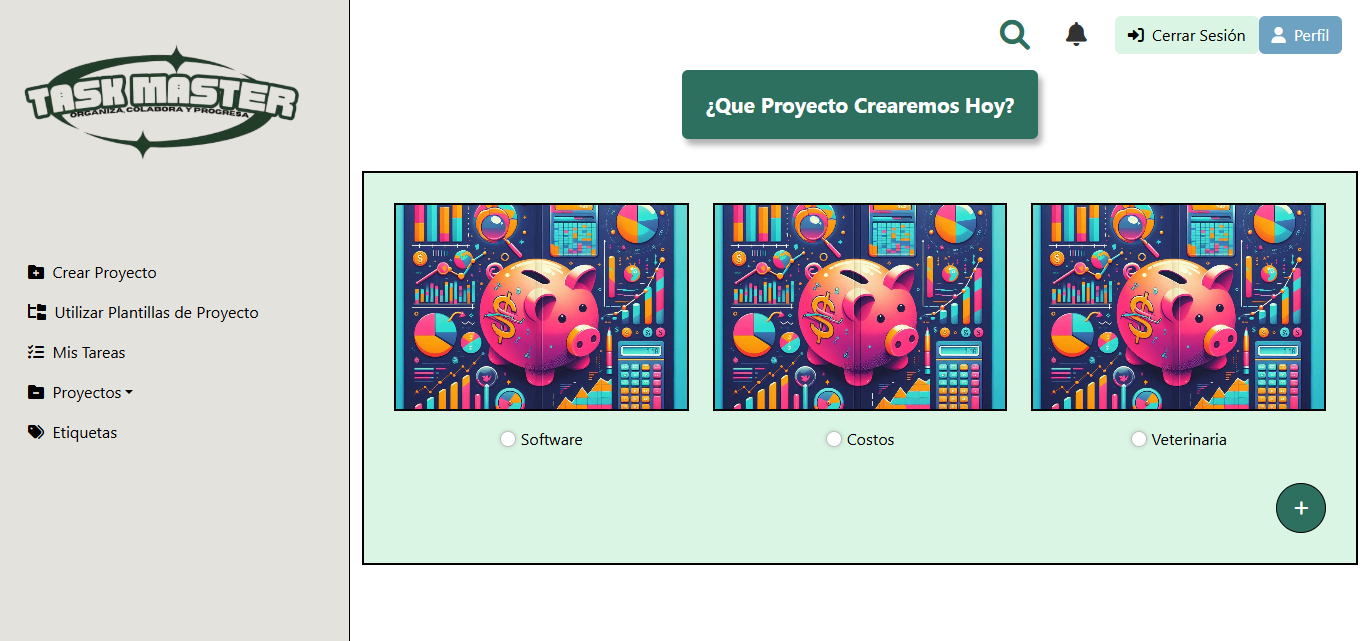 TASK MASTER
ORGANIZA, COLABORA Y PROGRESA
Crear Proyecto
Utilizar Plantillas de Proyecto
Mis Tareas
Proyectos
Etiquetas
Cerrar Sesión
Perfil
¿Que Proyecto Crearemos Hoy?
Software
Costos
Veterinaria
+